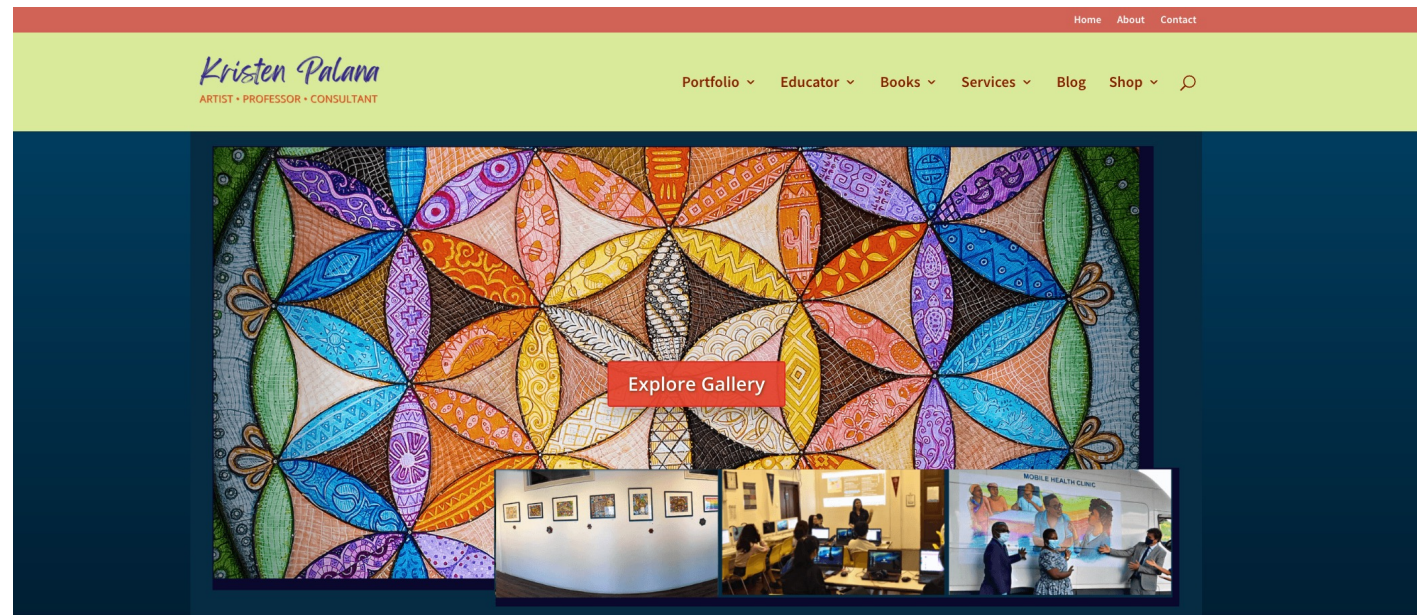 Home About Contact
Kristen Palana
ARTIST • PROFESSOR • CONSULTANT
Portfolio Educator Books Services Blog Shop
Explore Gallery
MOBILE HEALTH CLINIC